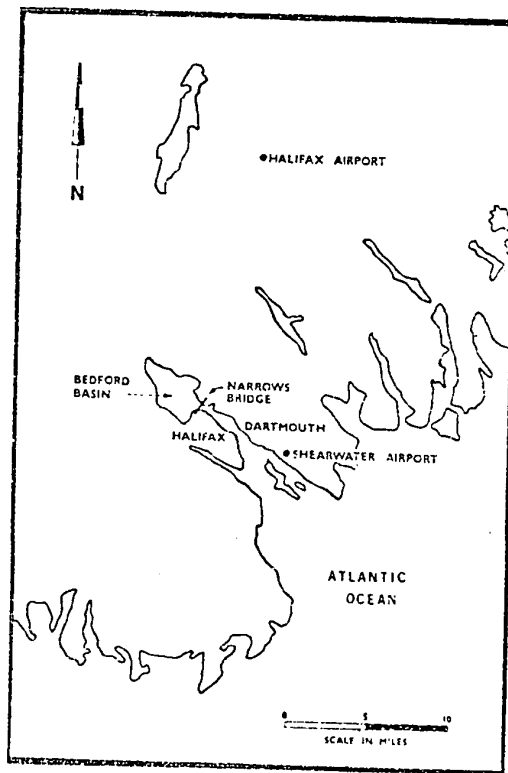 N
HALIFAX AIRPORT
BEDFORD
BASIN
NARROWS
BRIDGE
DARTMOUTH
HALIFAX
SHEARWATER AIRPORT
ATLANTIC
OCEAN
0 5 10
SCALE IN MILES